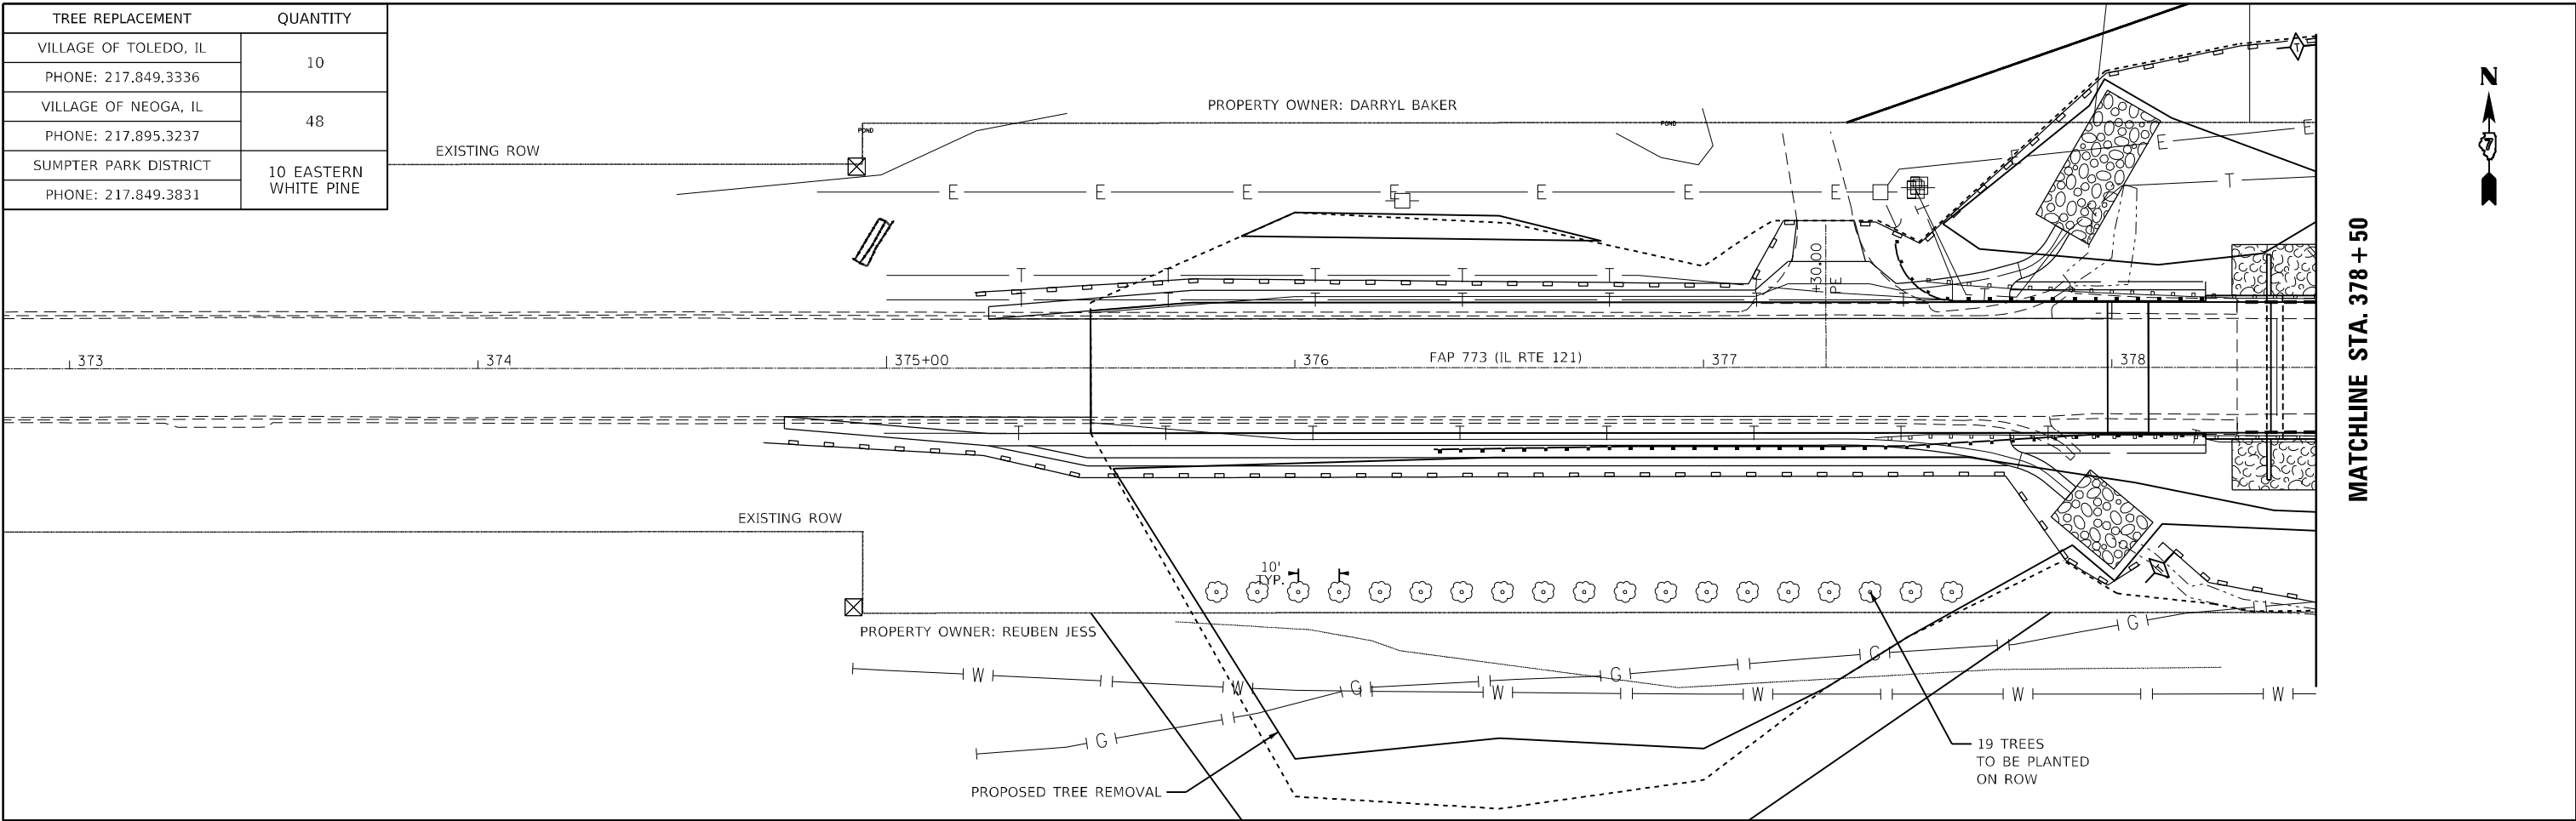 TREE REPLACEMENT QUANTITY
VILLAGE OF TOLEDO, IL
10
PHONE: 217.849.3336
VILLAGE OF NEOGA, IL
48
PHONE: 217.895.3237
SUMPTER PARK DISTRICT
10 EASTERN
WHITE PINE
PHONE: 217.849.3831
PROPERTY OWNER: DARRYL BAKER
POND
POND
EXISTING ROW
N
7
E E E E E E E
E E E
T
T
T
T T T T T
T T T T T T T
+30.00
PE
373 374 375+00 376 FAP 773 (IL RTE 121) 377 378
MATCHLINE STA. 378+50
T T T T T T T T T
EXISTING ROW
10'
TYP.
PROPERTY OWNER: REUBEN JESS
W W W W W W
G G G G G
19 TREES
TO BE PLANTED
ON ROW
PROPOSED TREE REMOVAL